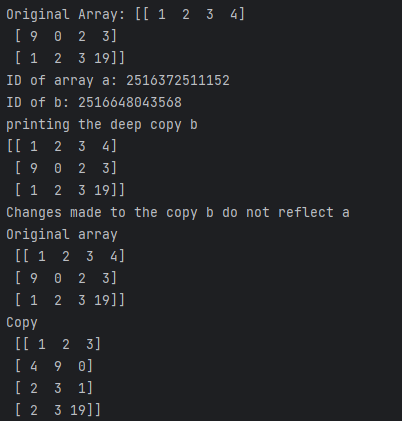 Original Array: [[ 1  2  3  4]
 [ 9  0  2  3]
 [ 1  2  3 19]]
ID of array a: 2516372511152
ID of b: 2516648043568
printing the deep copy b
[[ 1  2  3  4]
 [ 9  0  2  3]
 [ 1  2  3 19]]
Changes made to the copy b do not reflect a
Original array
 [[ 1  2  3  4]
 [ 9  0  2  3]
 [ 1  2  3 19]]
Copy
 [[ 1  2  3]
 [ 4  9  0]
 [ 2  3  1]
 [ 2  3 19]]